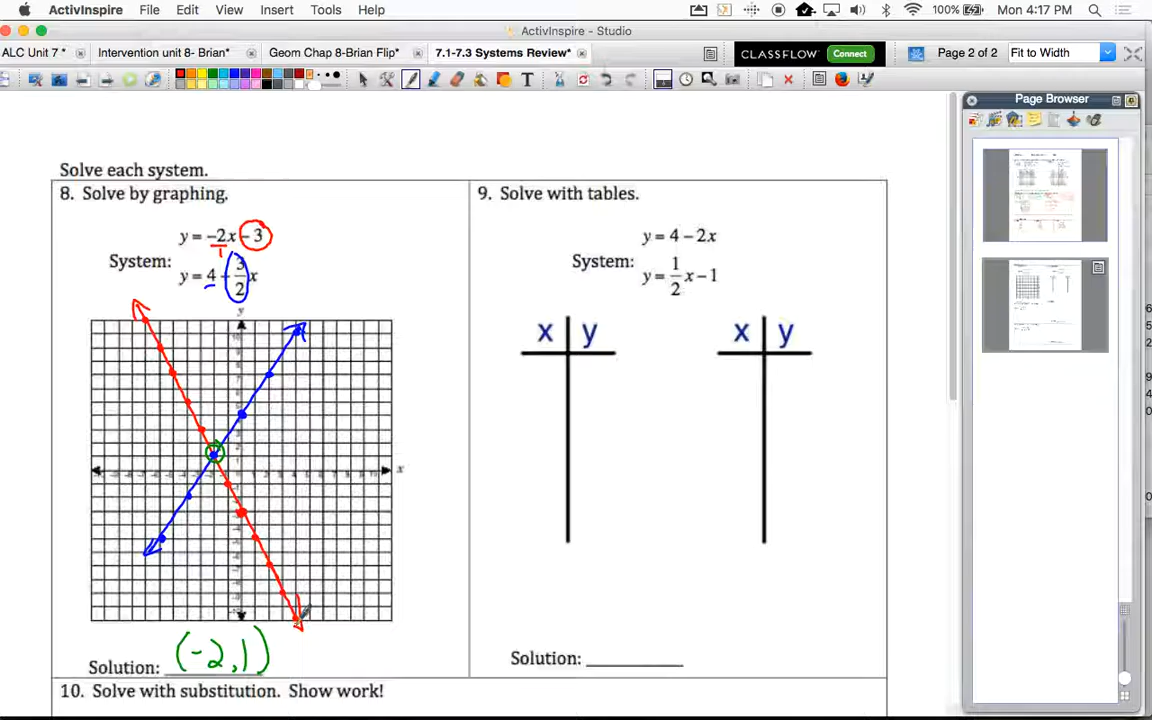 ActivInspire File Edit View Insert Tools Help 100% Mon 4:17 PM
ActivInspire - Studio
ALC Unit 7 * Intervention unit 8- Brian* Geom Chap 8-Brian Flip* 7.1-7.3 Systems Review* CLASSFLOW Connect Page 2 of 2 Fit to Width
Page Browser
Solve each system.
8. Solve by graphing.
y = -2x - 3
1
System:
y = 4 + 3/2 x
y
x
Solution: (-2, 1)
9. Solve with tables.
y = 4 - 2x
System:
y = 1/2 x - 1
x y
x y
Solution: __________
10. Solve with substitution. Show work!